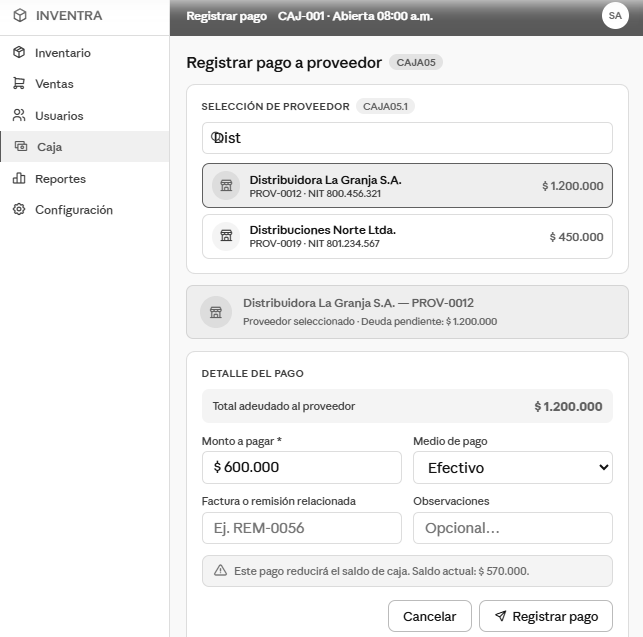 INVENTRA
Registrar pago CAJ-001 · Abierta 08:00 a.m.
SA
Inventario
Ventas
Usuarios
Caja
Reportes
Configuración
Registrar pago a proveedor CAJA05
SELECCIÓN DE PROVEEDOR CAJA05.1
Dist
Distribuidora La Granja S.A.
PROV-0012 · NIT 800.456.321
$ 1.200.000
Distribuciones Norte Ltda.
PROV-0019 · NIT 801.234.567
$ 450.000
Distribuidora La Granja S.A. — PROV-0012
Proveedor seleccionado · Deuda pendiente: $ 1.200.000
DETALLE DEL PAGO
Total adeudado al proveedor $ 1.200.000
Monto a pagar * Medio de pago
$ 600.000 Efectivo
Factura o remisión relacionada Observaciones
Ej. REM-0056 Opcional...
Este pago reducirá el saldo de caja. Saldo actual: $ 570.000.
Cancelar Registrar pago